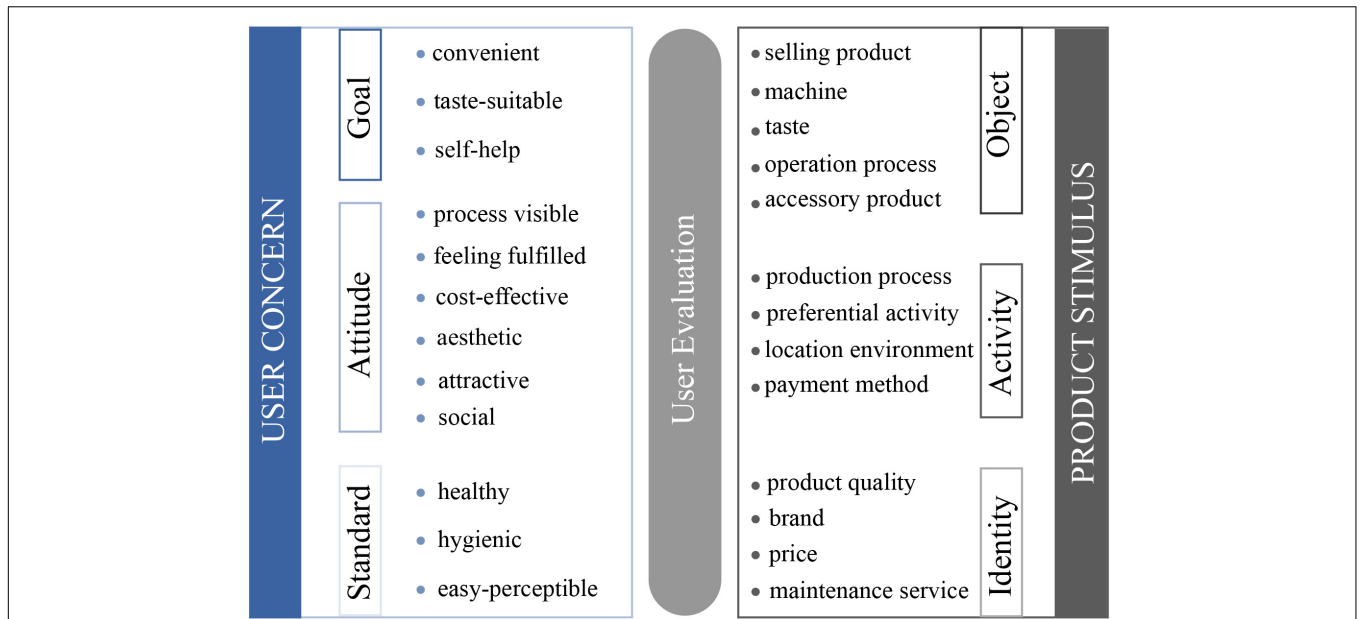 USER CONCERN
Goal
convenient
taste-suitable
self-help
Attitude
process visible
feeling fulfilled
cost-effective
aesthetic
attractive
social
Standard
healthy
hygienic
easy-perceptible
User Evaluation
selling product
machine
taste
operation process
accessory product
Object
production process
preferential activity
location environment
payment method
Activity
product quality
brand
price
maintenance service
Identity
PRODUCT STIMULUS